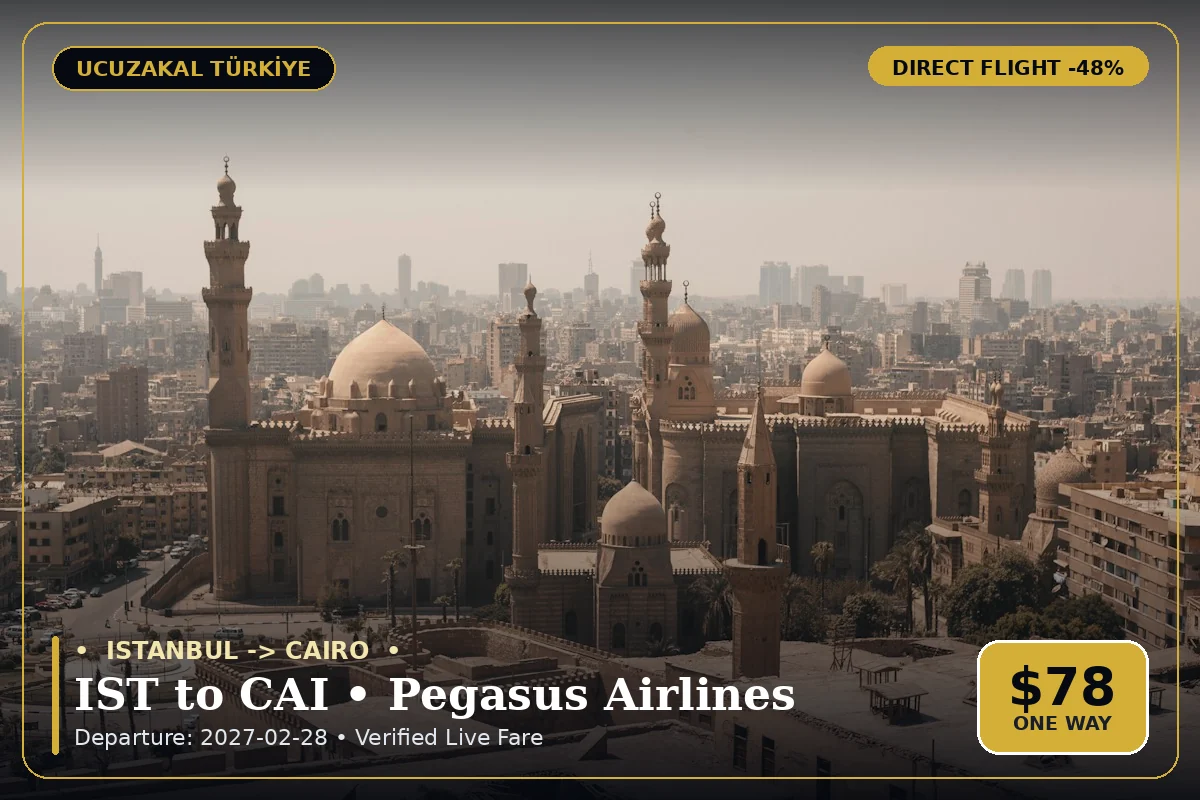 UCUZAKAL TÜRKİYE
DIRECT FLIGHT -48%
• ISTANBUL -> CAIRO •
IST to CAI • Pegasus Airlines
Departure: 2027-02-28 • Verified Live Fare
$78
ONE WAY